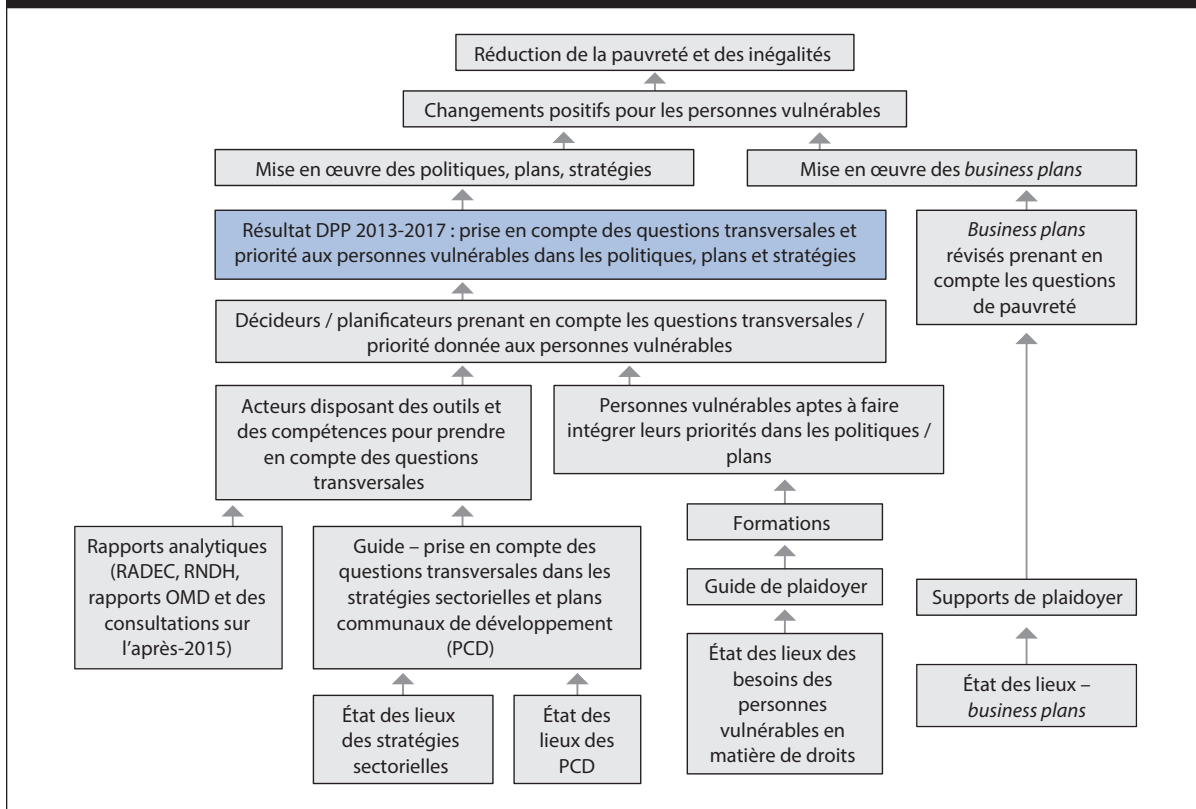 Réduction de la pauvreté et des inégalités
Changements positifs pour les personnes vulnérables
Mise en œuvre des politiques, plans, stratégies
Mise en œuvre des business plans
Résultat DPP 2013-2017 : prise en compte des questions transversales et
priorité aux personnes vulnérables dans les politiques, plans et stratégies
Business plans
révisés prenant en
compte les questions
de pauvreté
Décideurs / planificateurs prenant en compte les questions transversales /
priorité donnée aux personnes vulnérables
Acteurs disposant des outils et
des compétences pour prendre
en compte des questions
transversales
Personnes vulnérables aptes à faire
intégrer leurs priorités dans les politiques /
plans
Formations
Rapports analytiques
(RADEC, RNDH,
rapports OMD et des
consultations sur
l’après-2015)
Guide – prise en compte des
questions transversales dans les
stratégies sectorielles et plans
communaux de développement
(PCD)
Guide de plaidoyer
Supports de plaidoyer
État des lieux des
besoins des
personnes
vulnérables en
matière de droits
État des lieux –
business plans
État des lieux
des stratégies
sectorielles
État des
lieux des
PCD